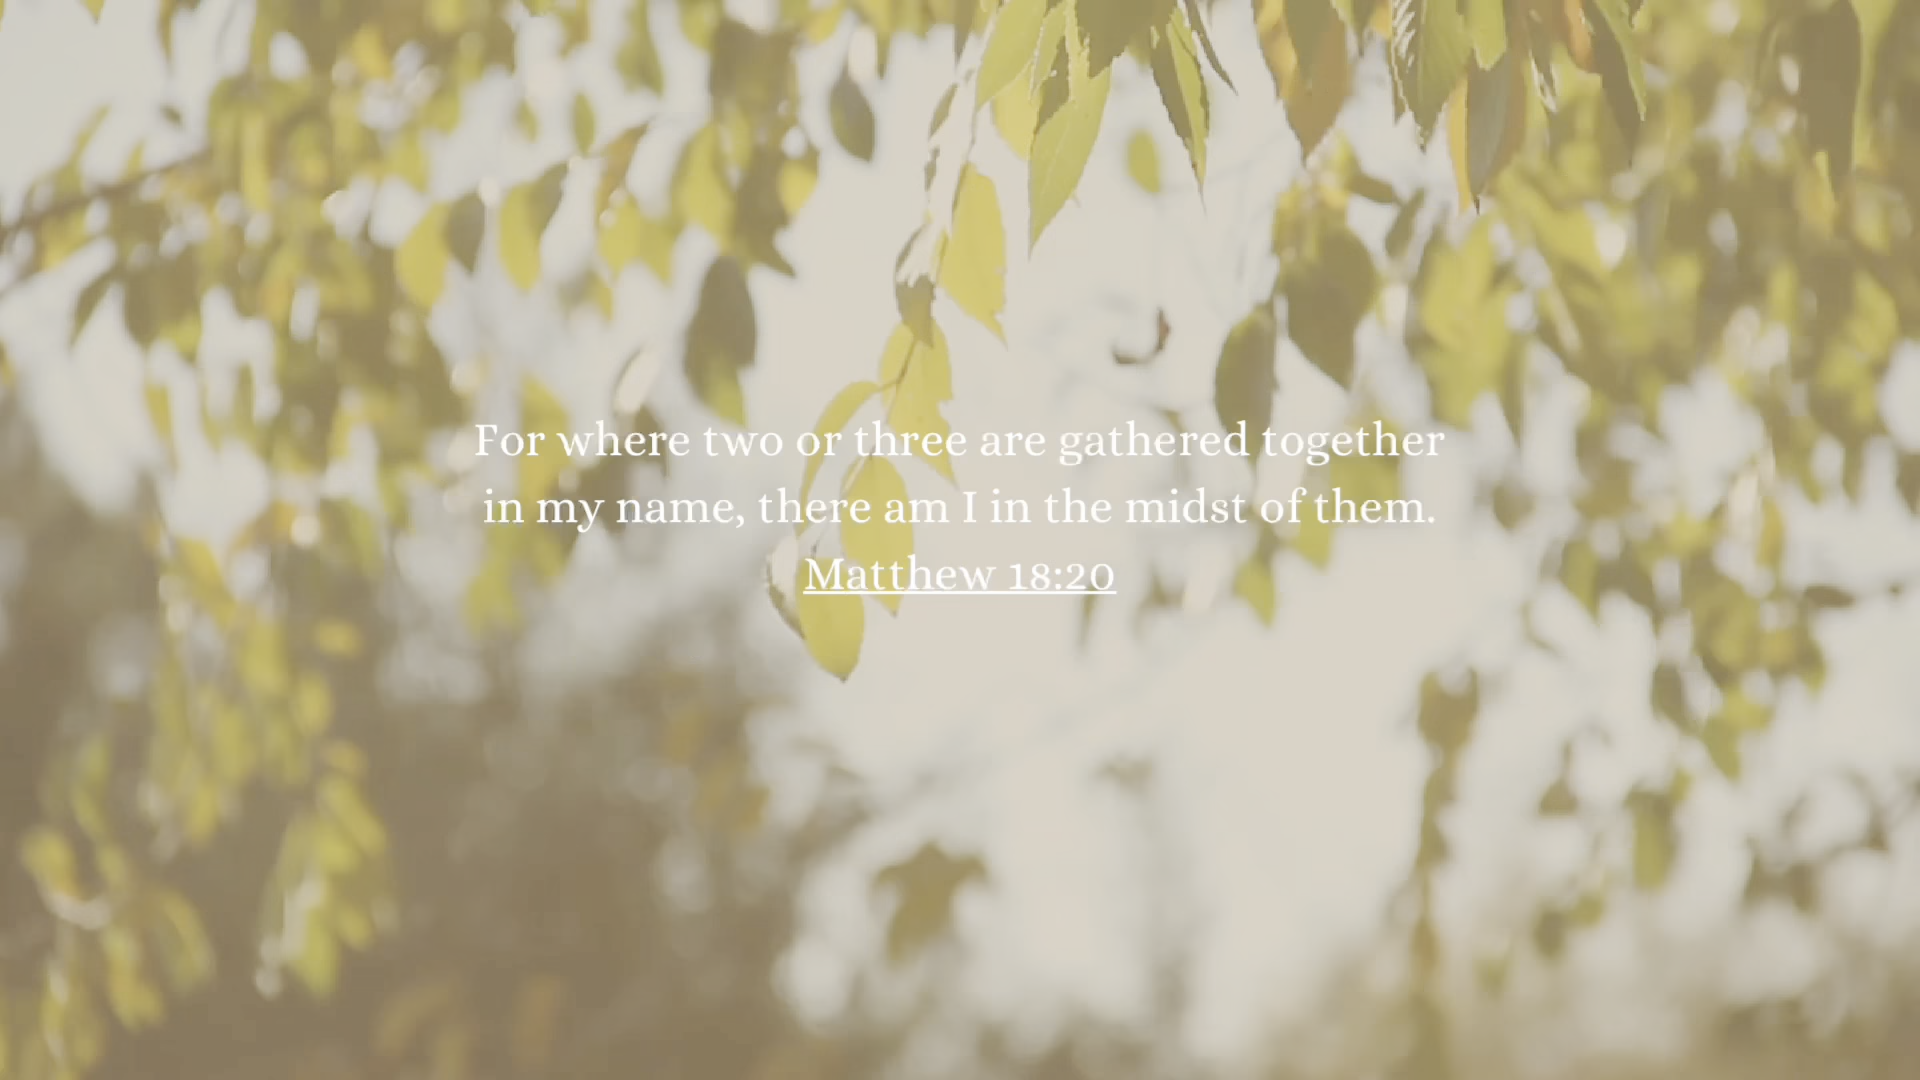 For where two or three are gathered together
in my name, there am I in the midst of them.
Matthew 18:20